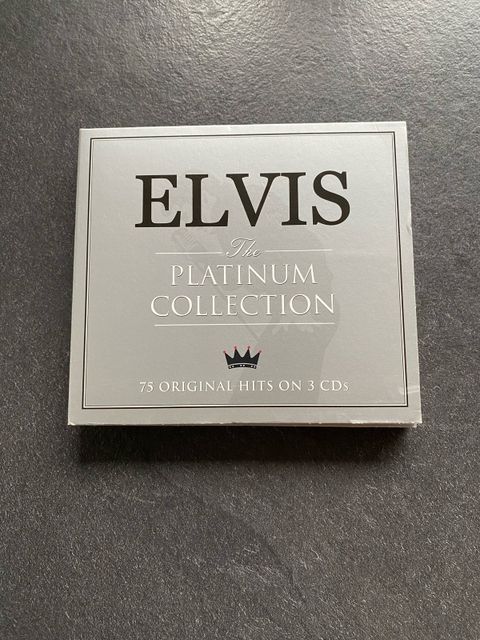 ELVIS
The
PLATINUM
COLLECTION
75 ORIGINAL HITS ON 3 CDs